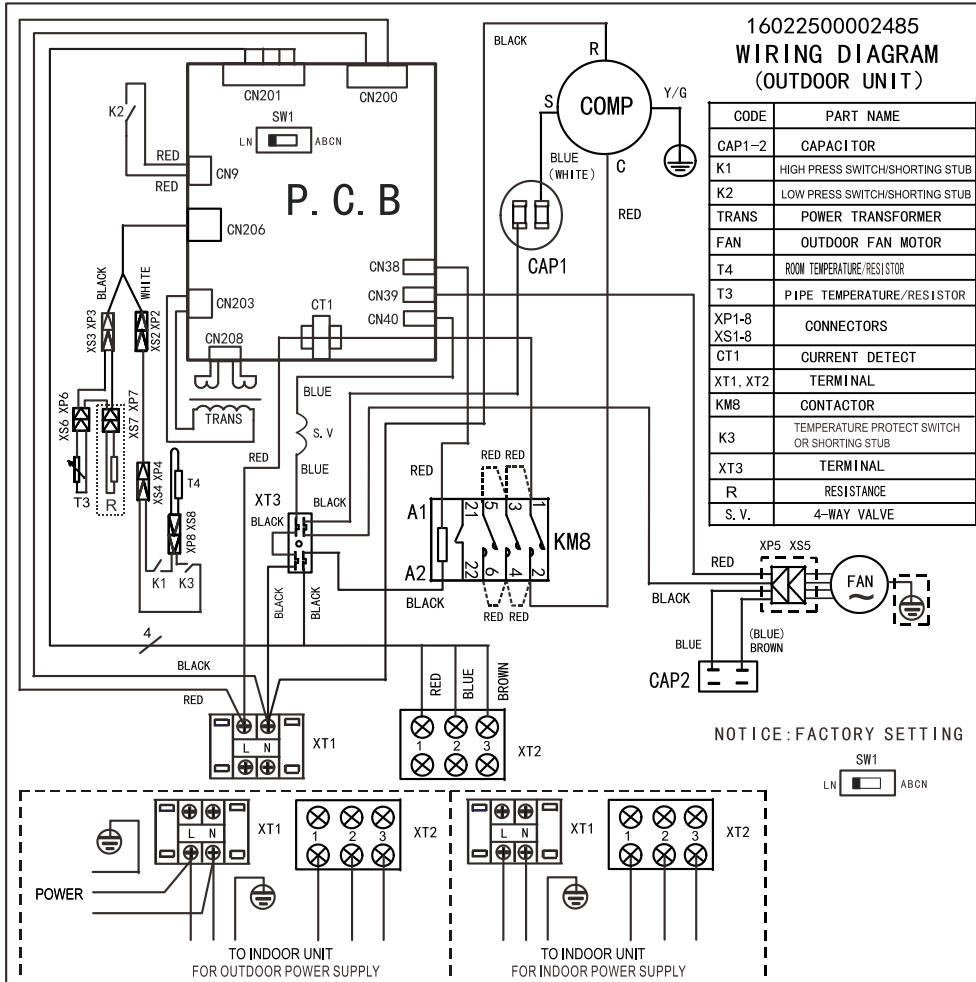 16022500002485
WIRING DIAGRAM
(OUTDOOR UNIT)
CODE PART NAME
CAP1-2 CAPACITOR
K1 HIGH PRESS SWITCH/SHORTING STUB
K2 LOW PRESS SWITCH/SHORTING STUB
TRANS POWER TRANSFORMER
FAN OUTDOOR FAN MOTOR
T4 ROOM TEMPERATURE/RESISTOR
T3 PIPE TEMPERATURE/RESISTOR
XP1-8
XS1-8
CONNECTORS
CT1 CURRENT DETECT
XT1, XT2 TERMINAL
KM8 CONTACTOR
K3 TEMPERATURE PROTECT SWITCH
OR SHORTING STUB
XT3 TERMINAL
R RESISTANCE
S. V. 4-WAY VALVE
CN201
CN200
SW1
LN ABCN
K2
RED
RED
CN9
P. C. B
CN206
CN203
CN208
CT1
CN38
CN39
CN40
BLACK
R
S
COMP
Y/G
C
BLUE
(WHITE)
RED
CAP1
BLACK
WHITE
XS3 XP3
XS2 XP2
XS6 XP6
XS7 XP7
T3
R
XS4 XP4
T4
XP8 XS8
K1
K3
TRANS
BLUE
S. V
BLUE
RED
XT3
BLACK
BLACK
BLACK
BLACK
RED
A1
A2
BLACK
RED RED
21 5 3 1
22 6 4 2
KM8
RED RED
XP5 XS5
RED
BLACK
FAN
BLUE
(BLUE)
BROWN
CAP2
4
BLACK
RED
L N
XT1
RED
BLUE
BROWN
1 2 3
XT2
NOTICE:FACTORY SETTING
SW1
LN ABCN
L N
XT1
1 2 3
XT2
POWER
TO INDOOR UNIT
FOR OUTDOOR POWER SUPPLY
L N
XT1
1 2 3
XT2
TO INDOOR UNIT
FOR INDOOR POWER SUPPLY